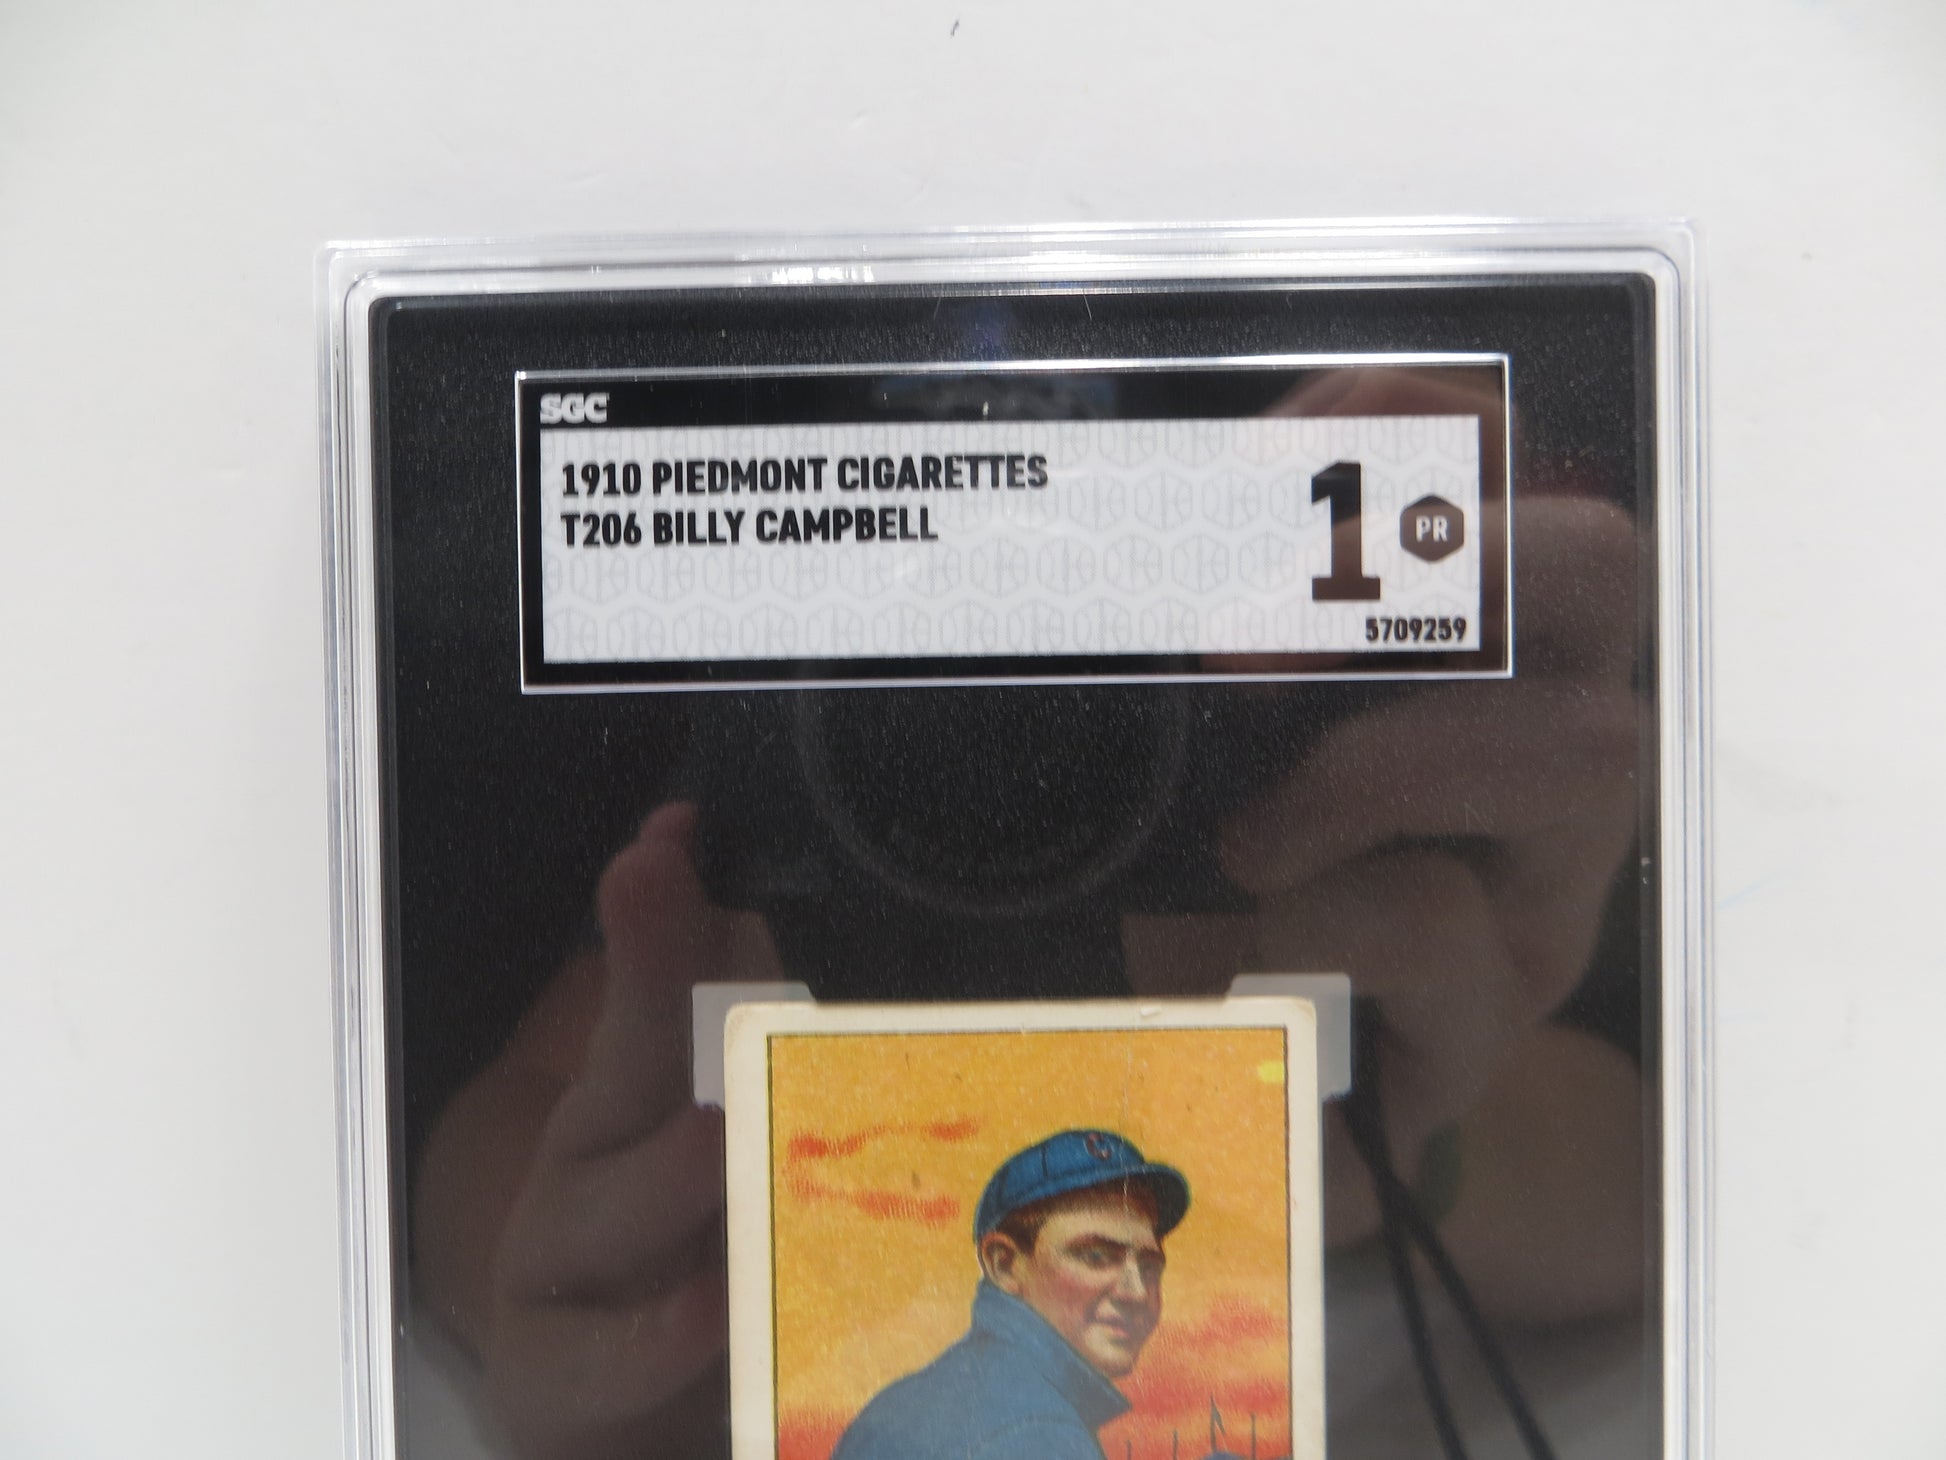 SGC
1910 PIEDMONT CIGARETTES
T206 BILLY CAMPBELL
1 PR
5709259
C